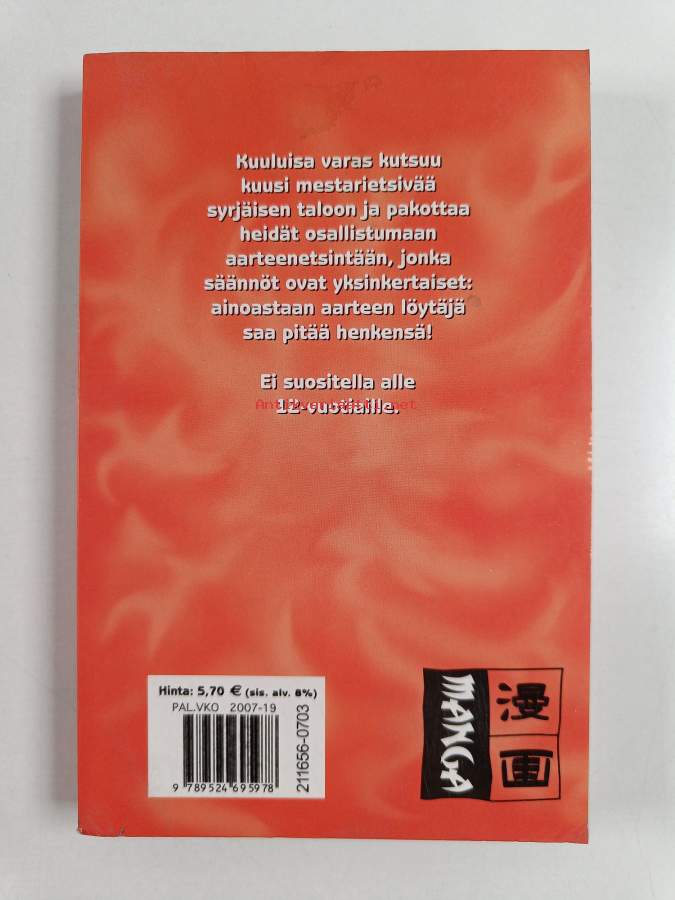 Kuuluisa varas kutsuu
kuusi mestarietsivää
syrjäisen taloon ja pakottaa
heidät osallistumaan
aarteenetsintään, jonka
säännöt ovat yksinkertaiset:
ainoastaan aarteen löytäjä
saa pitää henkensä!
Ei suositella alle
12-vuotiaille.
Antikvariaatti.net
Hinta: 5,70 € (sis. alv. 8%)
PAL.VKO 2007-19
211656-0703
9 789524 695978
MANGA
漫
画